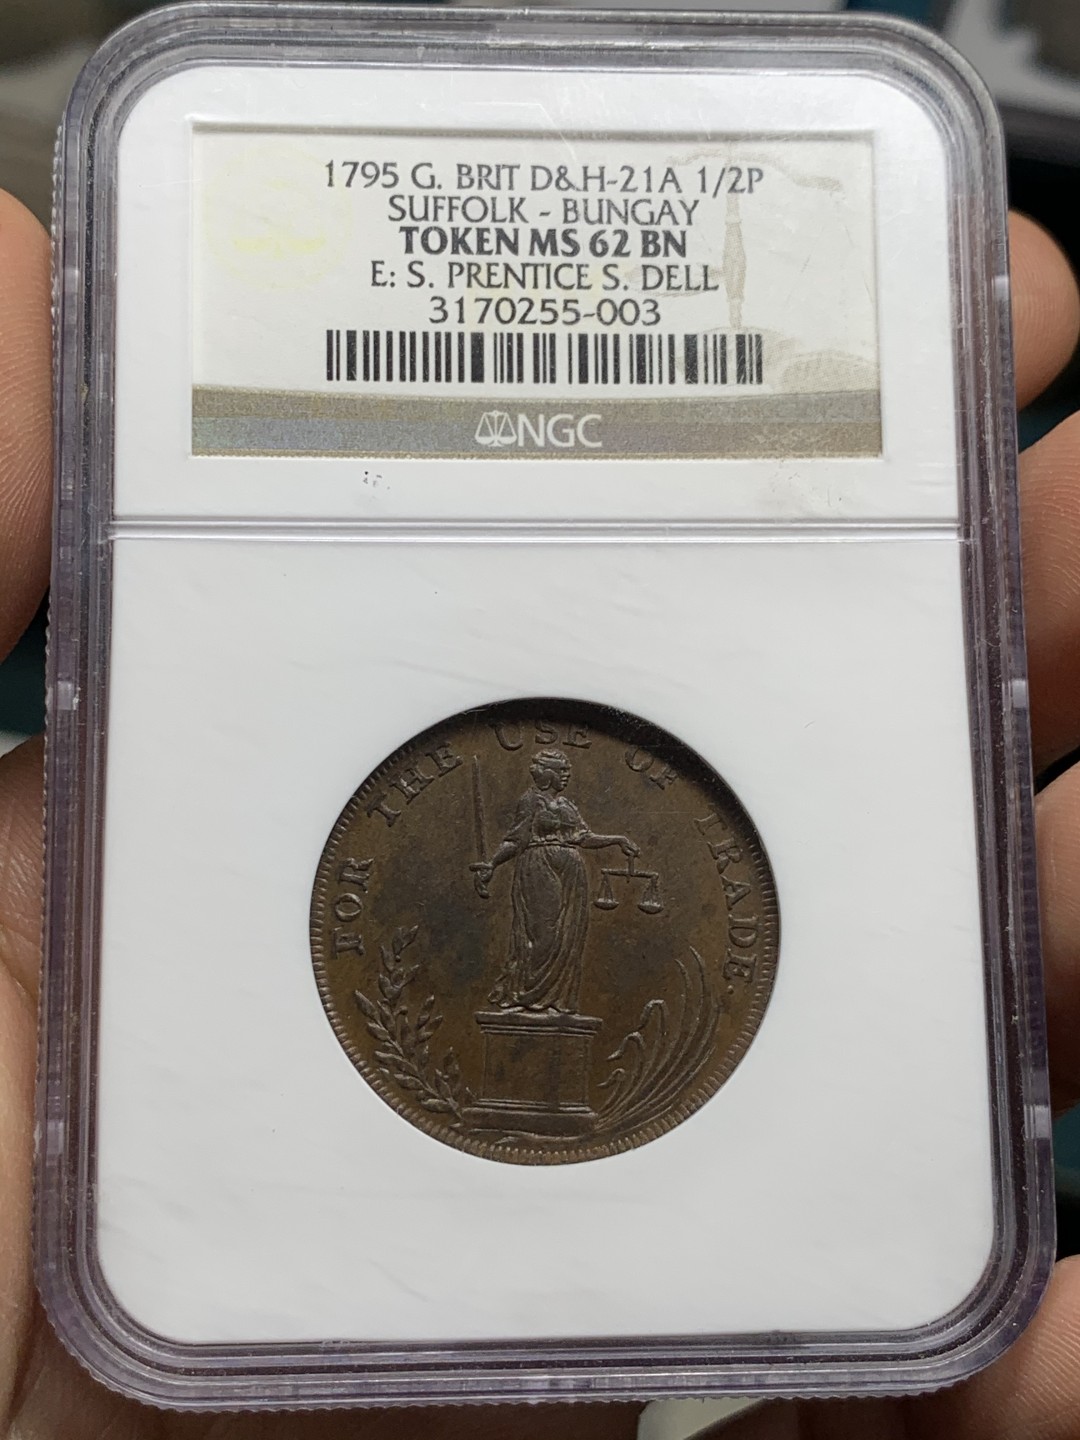 1795 G. BRIT D&H-21A 1/2P
SUFFOLK - BUNGAY
TOKEN MS 62 BN
E: S. PRENTICE S. DELL
3170255-003
NGC
FOR THE USE OF TRADE.